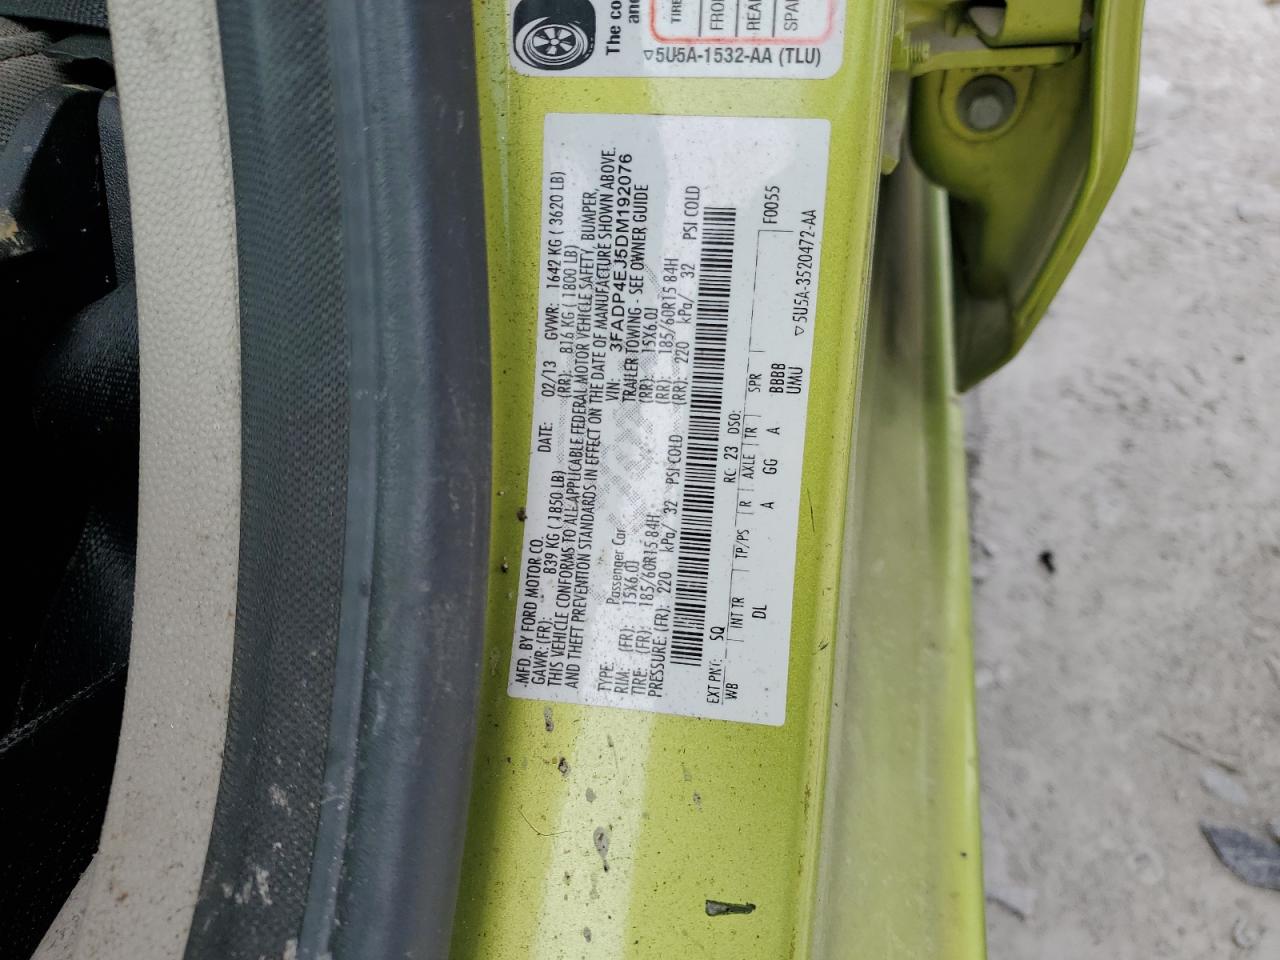 The co
and
TIRE
FRO
REA
SPA
▽5U5A-1532-AA (TLU)
MFD. BY FORD MOTOR CO.
DATE: 02/13 GVWR: 1642 KG ( 3620 LB)
GAWR: (FR): 839 KG ( 1850 LB) (RR): 816 KG ( 1800 LB)
THIS VEHICLE CONFORMS TO ALL APPLICABLE FEDERAL MOTOR VEHICLE SAFETY, BUMPER,
AND THEFT PREVENTION STANDARDS IN EFFECT ON THE DATE OF MANUFACTURE SHOWN ABOVE.
VIN: 3FADP4EJ5DM192076
TYPE: Passenger Car TRAILER TOWING - SEE OWNER GUIDE
RIM: (FR): 15X6.0J (RR): 15X6.0J
TIRE: (FR): 185/60R15 84H (RR): 185/60R15 84H
PRESSURE: (FR): 220 kPa/ 32 PSI COLD (RR): 220 kPa/ 32 PSI COLD
EXT PNT: SQ RC: 23 DSO: F0055
WB INT TR TP/PS R AXLE TR SPR
DL A GG A BBBB
UMU
▽5U5A-3520472-AA